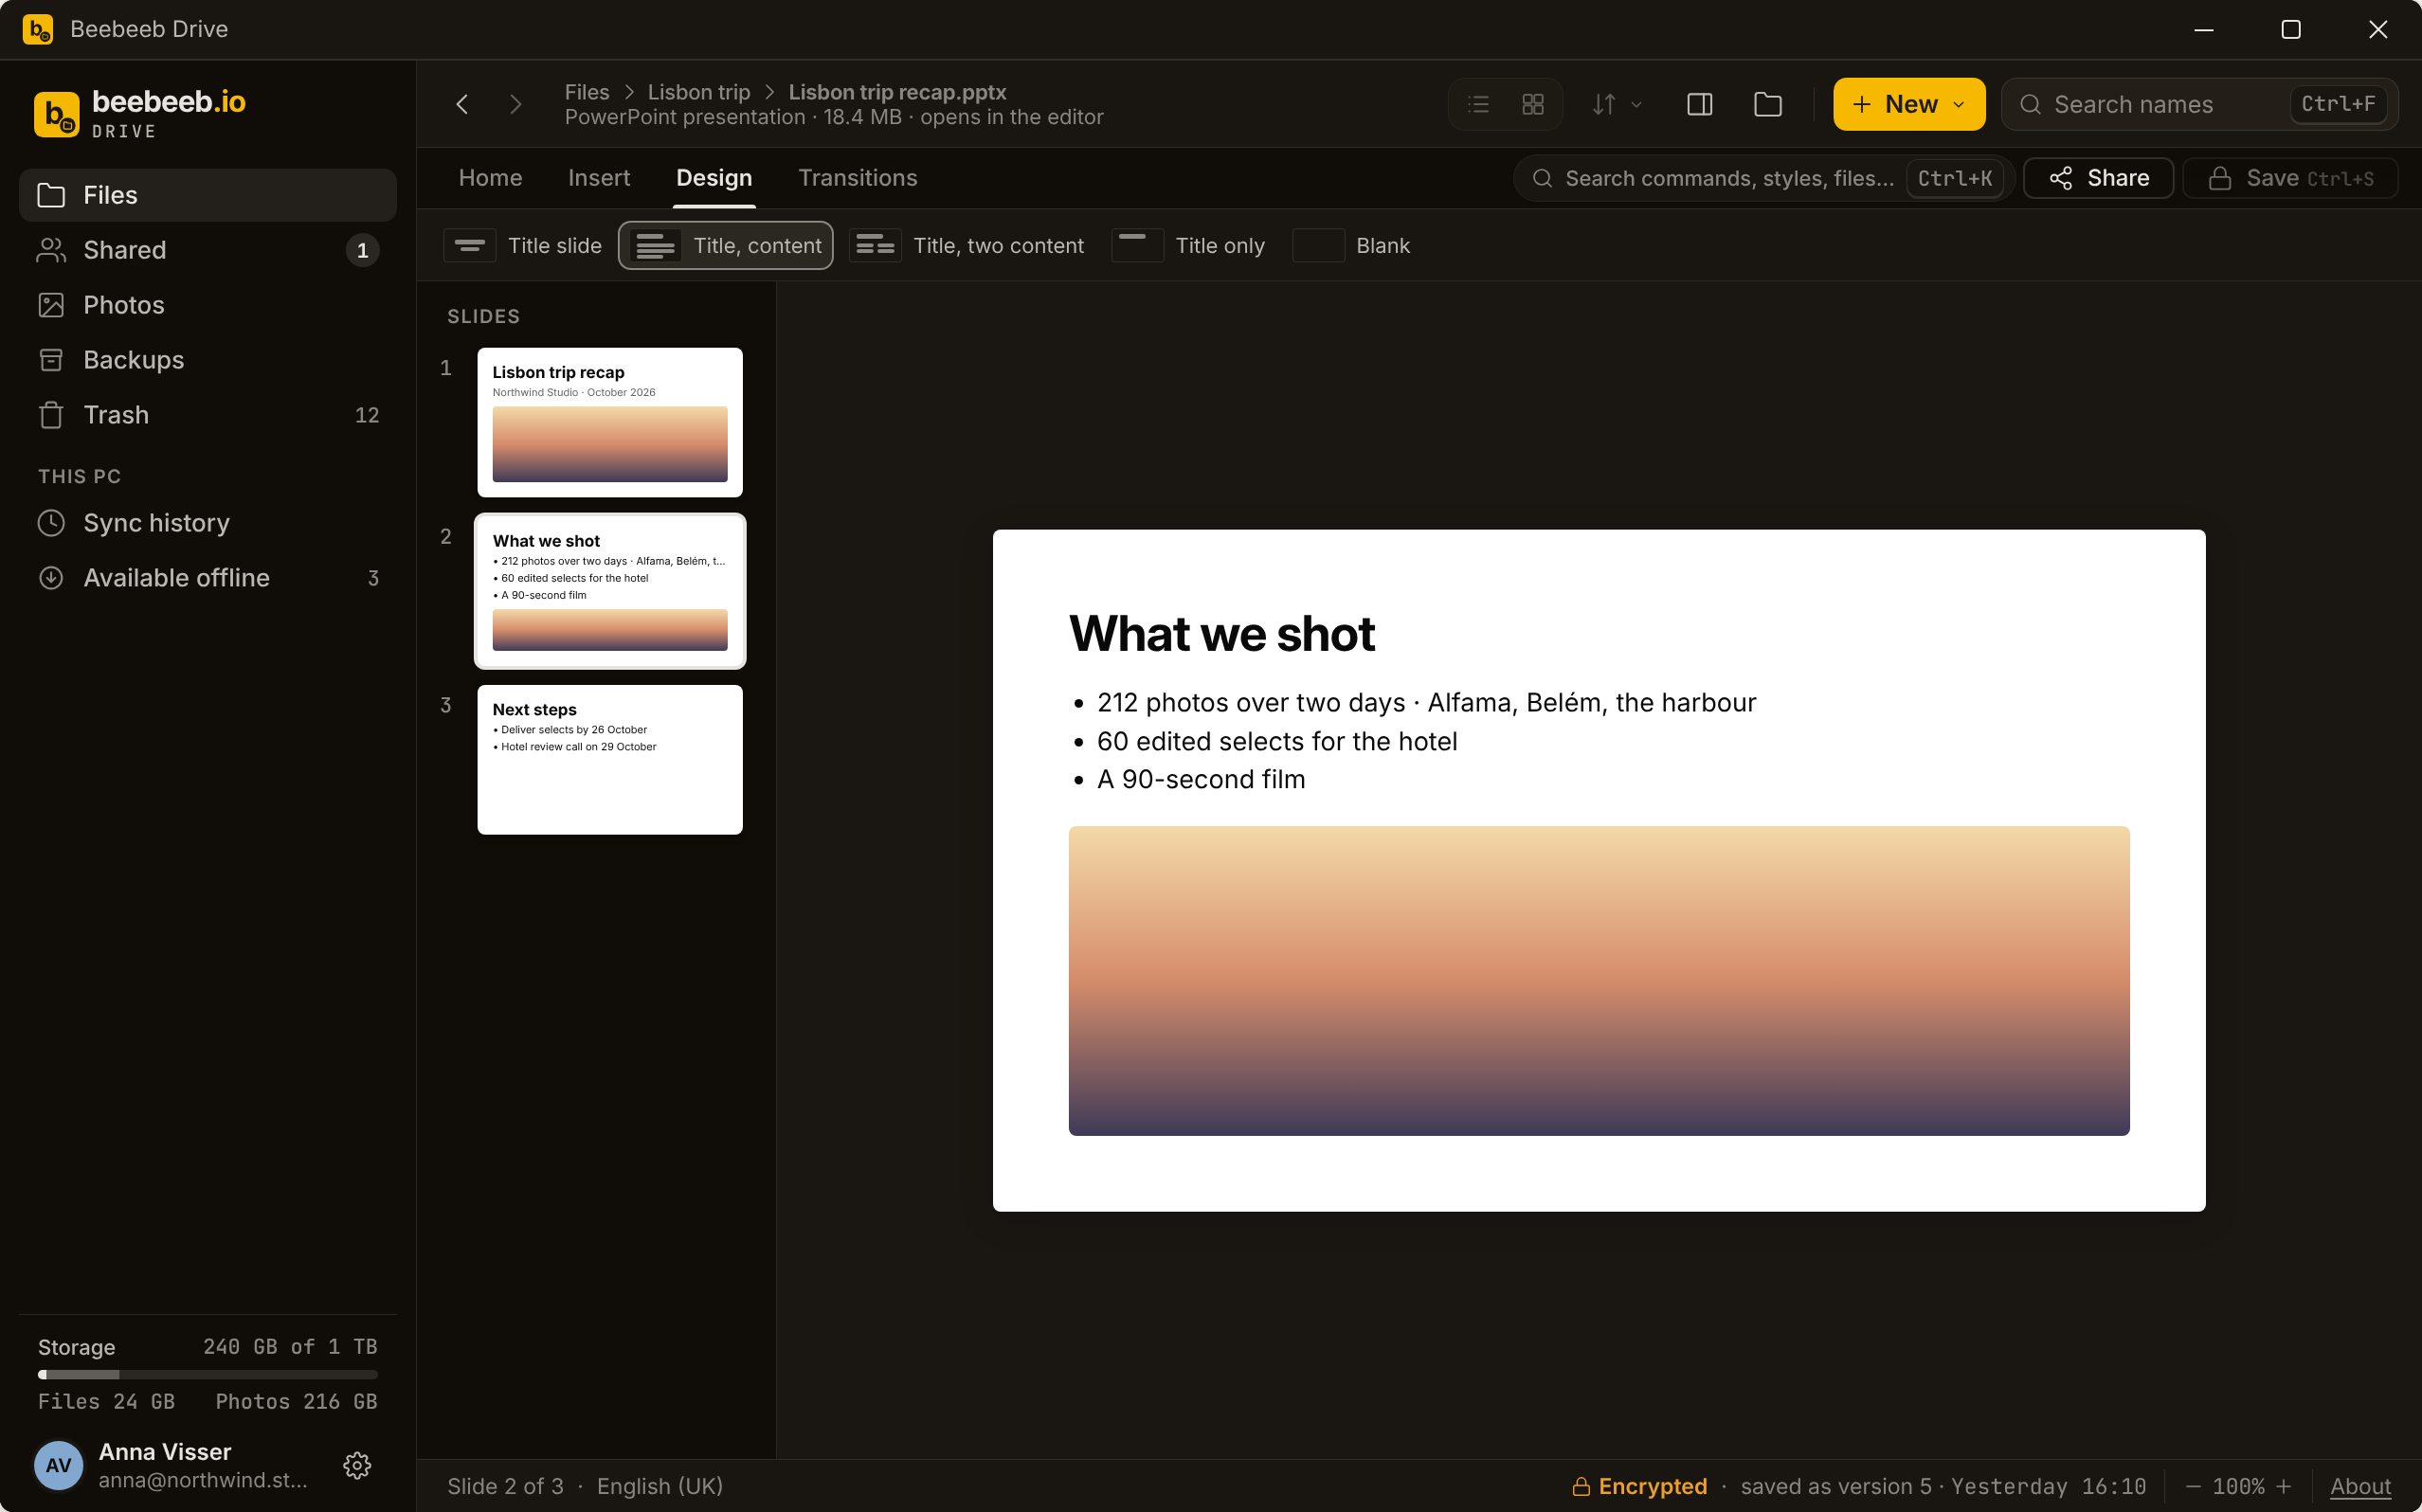 Beebeeb Drive
beebeeb.io
DRIVE
Files
Shared 1
Photos
Backups
Trash 12
THIS PC
Sync history
Available offline 3
Storage 240 GB of 1 TB
Files 24 GB Photos 216 GB
AV
Anna Visser
anna@northwind.st...
Files > Lisbon trip > Lisbon trip recap.pptx
PowerPoint presentation · 18.4 MB · opens in the editor
+ New
Search names Ctrl+F
Home Insert Design Transitions
Search commands, styles, files... Ctrl+K
Share
Save Ctrl+S
Title slide Title, content Title, two content Title only Blank
SLIDES
1
Lisbon trip recap
Northwind Studio · October 2026
2
What we shot
• 212 photos over two days · Alfama, Belém, t...
• 60 edited selects for the hotel
• A 90-second film
3
Next steps
• Deliver selects by 26 October
• Hotel review call on 29 October
What we shot
• 212 photos over two days · Alfama, Belém, the harbour
• 60 edited selects for the hotel
• A 90-second film
Slide 2 of 3 · English (UK)
Encrypted · saved as version 5 · Yesterday 16:10
− 100% +
About